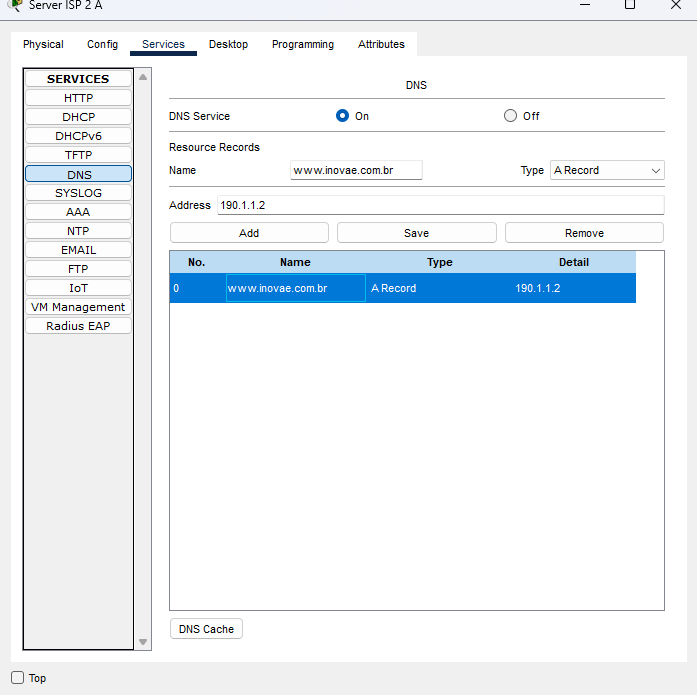 Server ISP 2 A
Physical Config Services Desktop Programming Attributes
SERVICES
HTTP
DHCP
DHCPv6
TFTP
DNS
SYSLOG
AAA
NTP
EMAIL
FTP
IoT
VM Management
Radius EAP
DNS
DNS Service On Off
Resource Records
Name www.inovae.com.br Type A Record
Address 190.1.1.2
Add Save Remove
No. Name Type Detail
0 www.inovae.com.br A Record 190.1.1.2
DNS Cache
Top